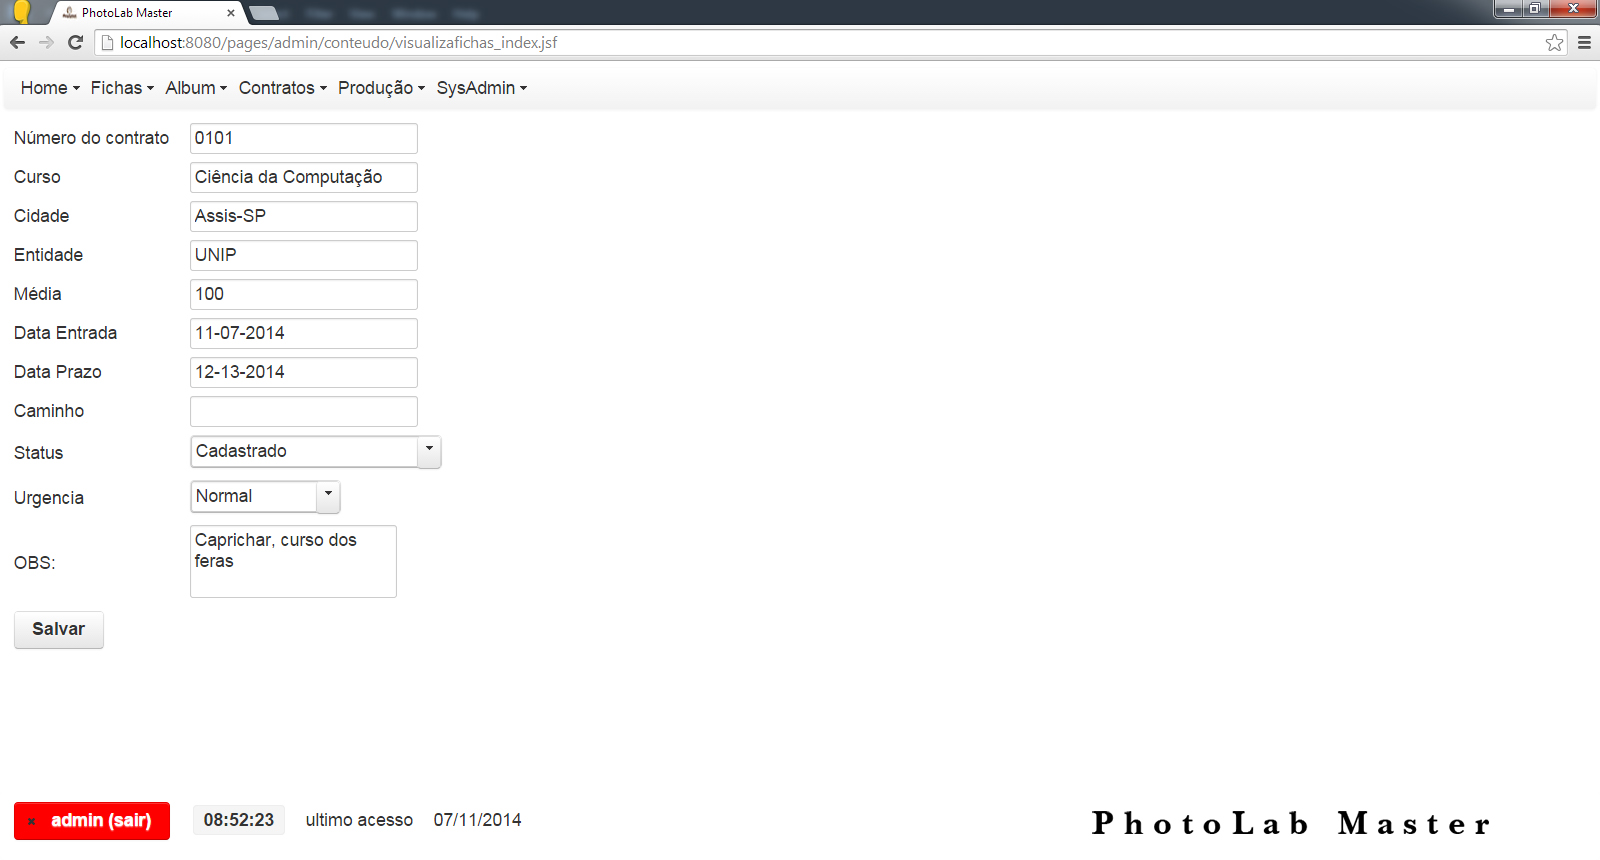 PhotoLab Master
localhost:8080/pages/admin/conteudo/visualizafichas_index.jsf
Home Fichas Album Contratos Produção SysAdmin
Número do contrato 0101
Curso Ciência da Computação
Cidade Assis-SP
Entidade UNIP
Média 100
Data Entrada 11-07-2014
Data Prazo 12-13-2014
Caminho
Status Cadastrado
Urgencia Normal
OBS: Caprichar, curso dos
feras
Salvar
admin (sair) 08:52:23 ultimo acesso 07/11/2014
PhotoLab Master